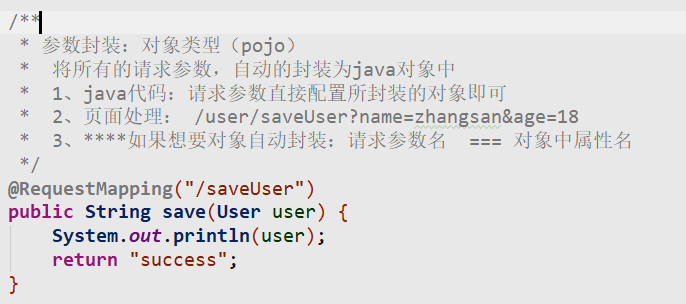 /**
 * 参数封装：对象类型（pojo）
 *  将所有的请求参数，自动的封装为java对象中
 *  1、java代码：请求参数直接配置所封装的对象即可
 *  2、页面处理： /user/saveUser?name=zhangsan&age=18
 *  3、****如果想要对象自动封装：请求参数名  === 对象中属性名
 */
@RequestMapping("/saveUser")
public String save(User user) {
    System.out.println(user);
    return "success";
}